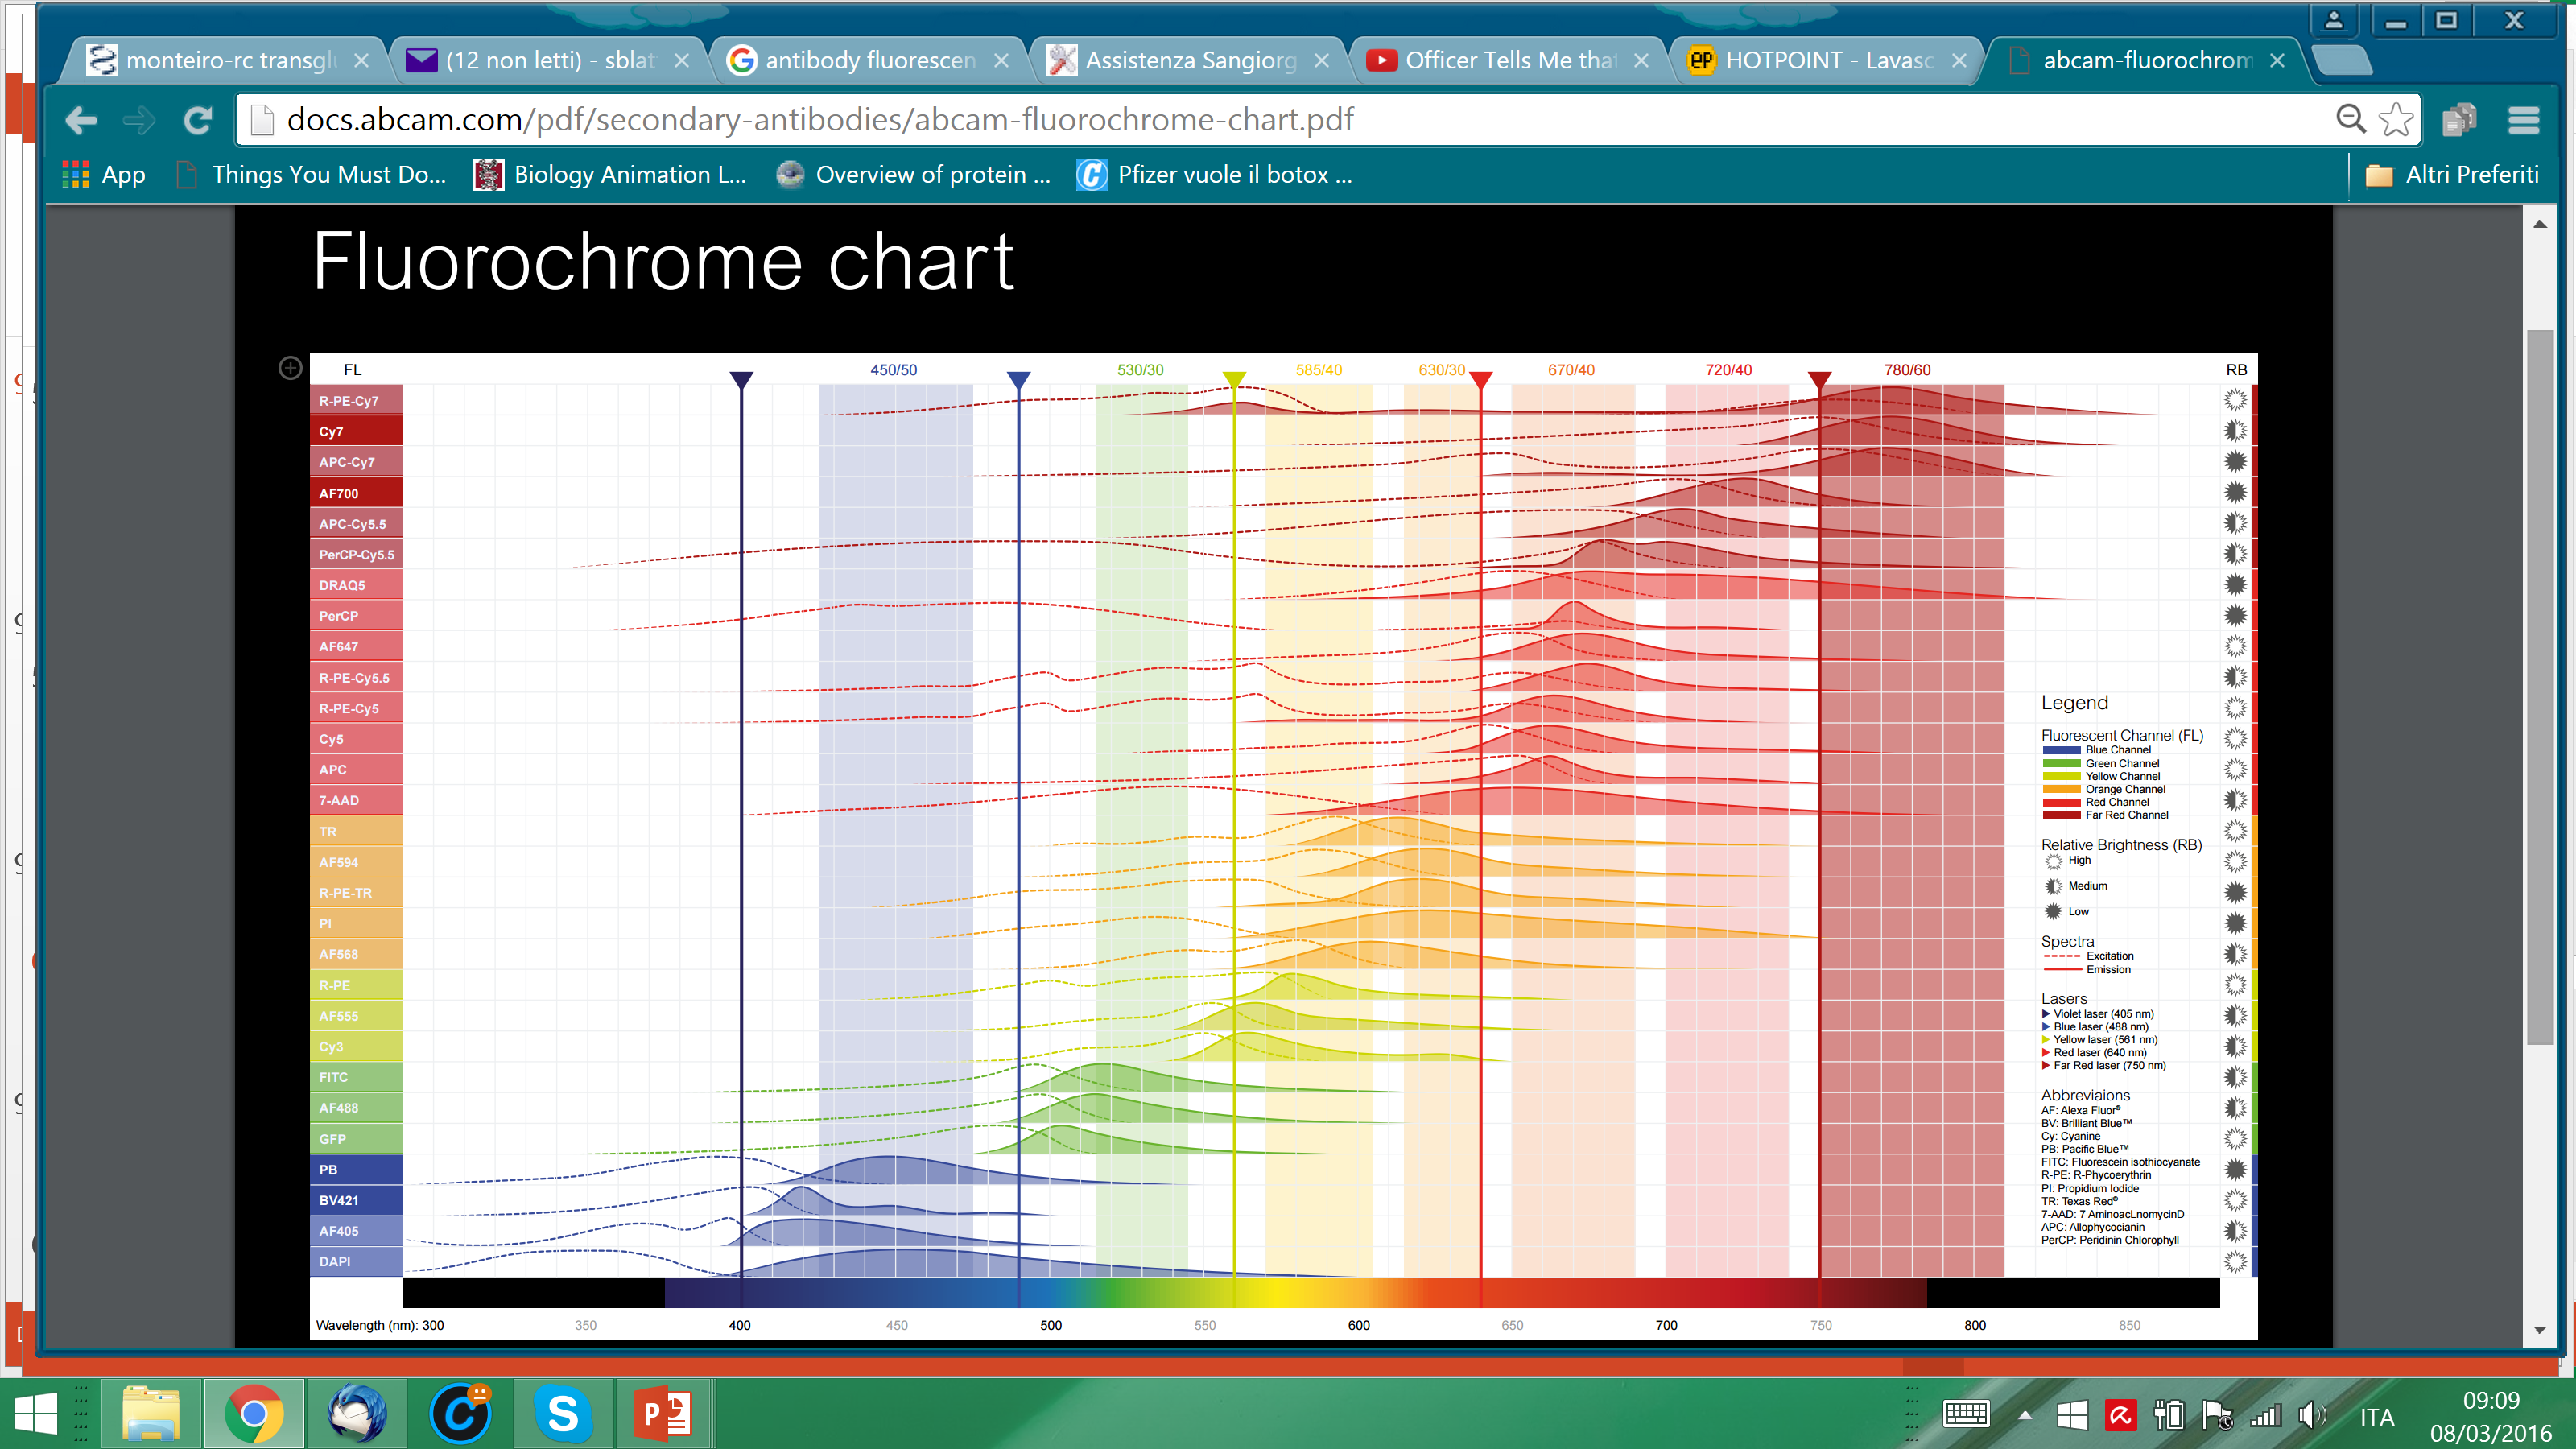 monteiro-rc transglu
(12 non letti) - sblat
antibody fluorescen
Assistenza Sangiorg
Officer Tells Me tha
HOTPOINT - Lavasc
abcam-fluorochrom
docs.abcam.com/pdf/secondary-antibodies/abcam-fluorochrome-chart.pdf
App
Things You Must Do...
Biology Animation L...
Overview of protein ...
Pfizer vuole il botox ...
Altri Preferiti
Fluorochrome chart
FL 450/50 530/30 585/40 630/30 670/40 720/40 780/60 RB
R-PE-Cy7
Cy7
APC-Cy7
AF700
APC-Cy5.5
PerCP-Cy5.5
DRAQ5
PerCP
AF647
R-PE-Cy5.5
R-PE-Cy5
Cy5
APC
7-AAD
TR
AF594
R-PE-TR
PI
AF568
R-PE
AF555
Cy3
FITC
AF488
GFP
PB
BV421
AF405
DAPI
Legend
Fluorescent Channel (FL)
Blue Channel
Green Channel
Yellow Channel
Orange Channel
Red Channel
Far Red Channel
Relative Brightness (RB)
High
Medium
Low
Spectra
Excitation
Emission
Lasers
Violet laser (405 nm)
Blue laser (488 nm)
Yellow laser (561 nm)
Red laser (640 nm)
Far Red laser (750 nm)
Abbreviaions
AF: Alexa Fluor®
BV: Brilliant Blue™
Cy: Cyanine
PB: Pacific Blue™
FITC: Fluorescein isothiocyanate
R-PE: R-Phycoerythrin
PI: Propidium Iodide
TR: Texas Red®
7-AAD: 7 AminoacLnomycinD
APC: Allophycocianin
PerCP: Peridinin Chlorophyll
Wavelength (nm): 300 350 400 450 500 550 600 650 700 750 800 850
ITA
09:09
08/03/2016